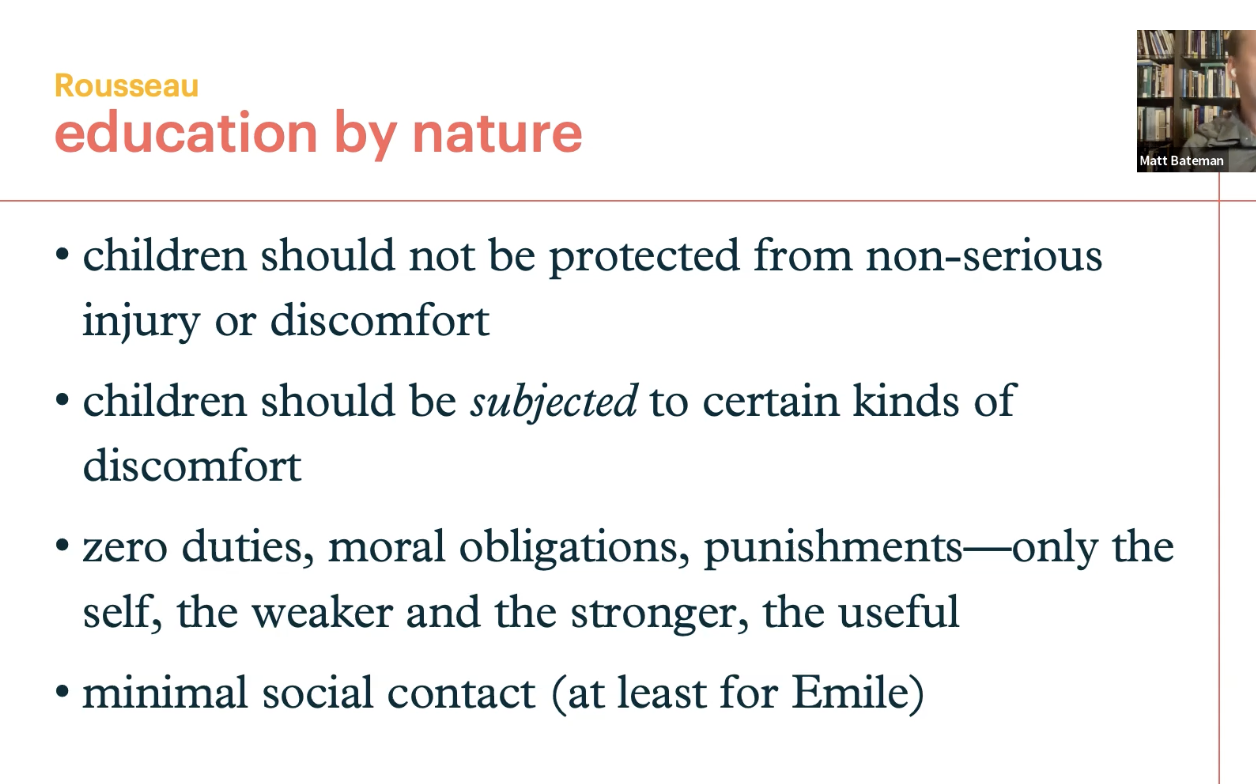 Rousseau
education by nature
Matt Bateman
• children should not be protected from non-serious
injury or discomfort
• children should be subjected to certain kinds of
discomfort
• zero duties, moral obligations, punishments—only the
self, the weaker and the stronger, the useful
• minimal social contact (at least for Emile)